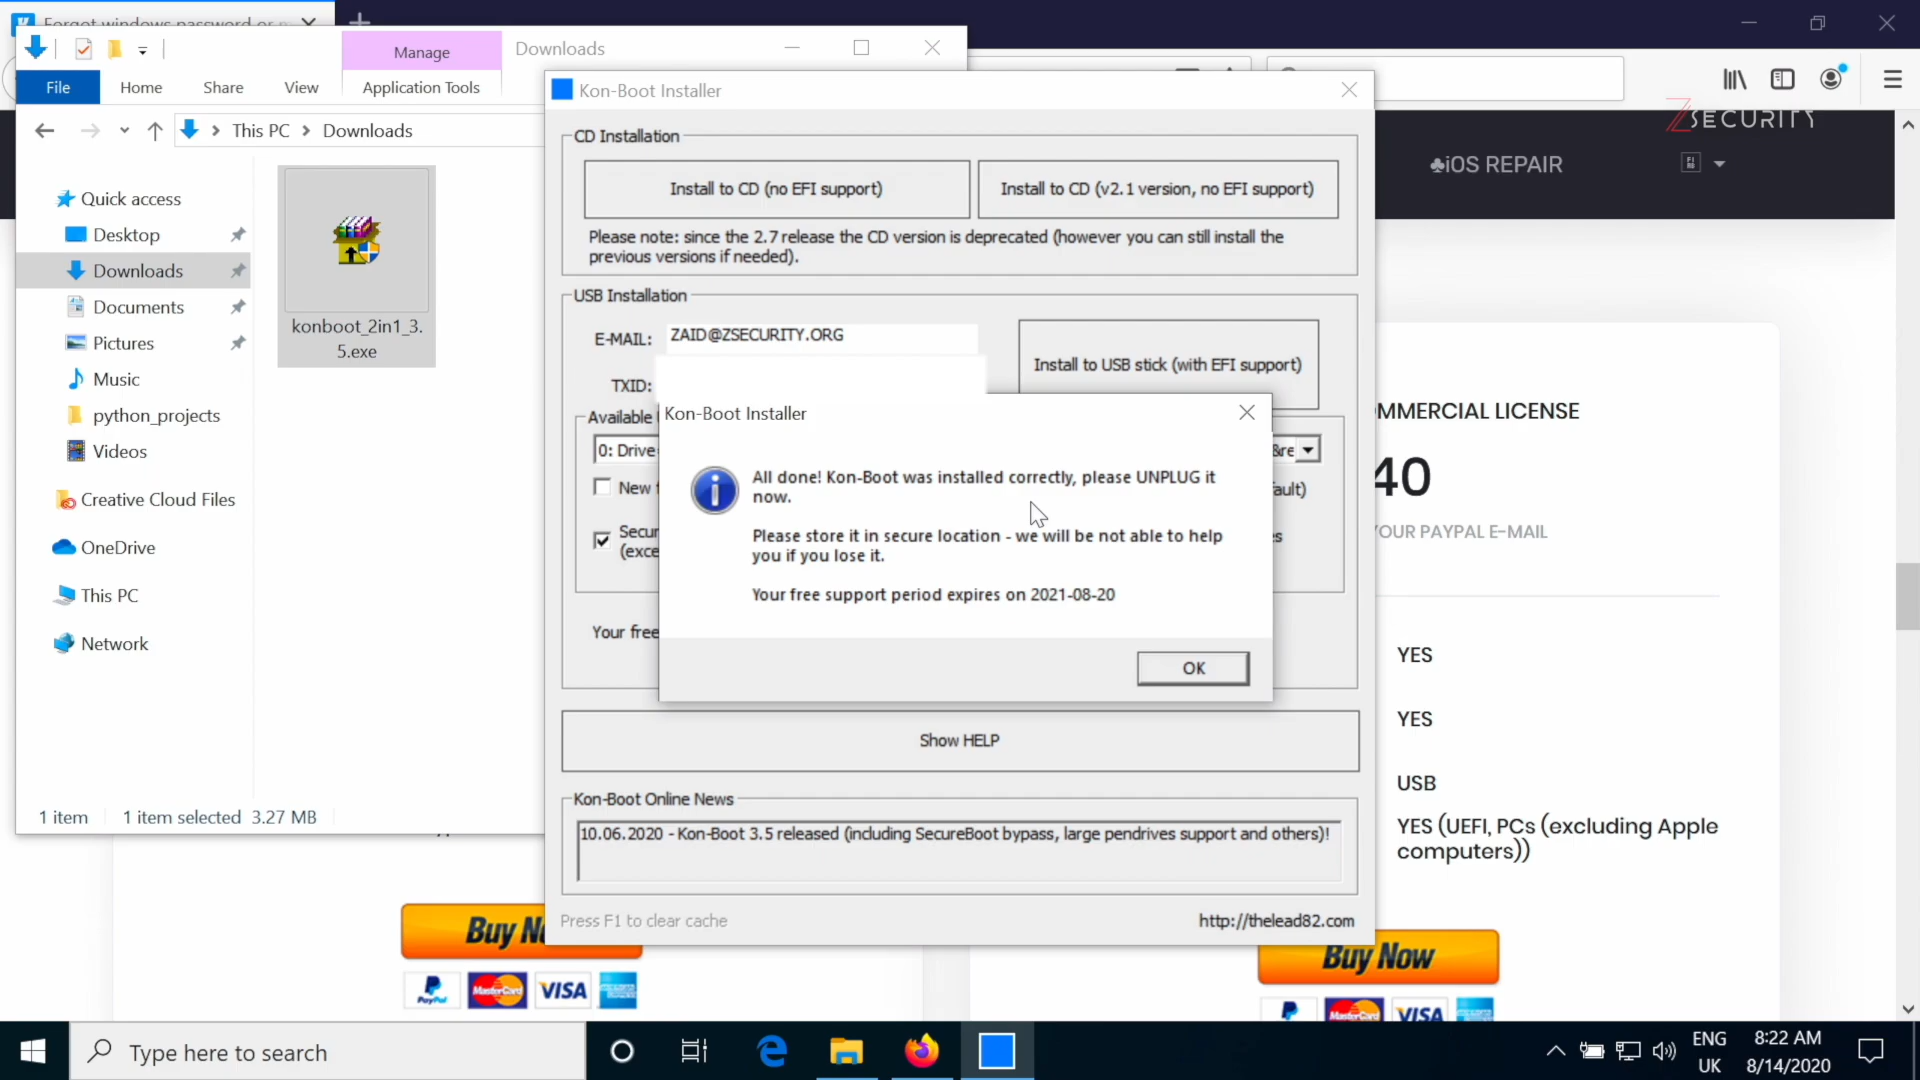 Manage
Downloads
File
Home
Share
View
Application Tools
This PC
Downloads
Quick access
Desktop
Downloads
Documents
Pictures
Music
python_projects
Videos
Creative Cloud Files
OneDrive
This PC
Network
konboot_2in1_3.
5.exe
1 item
1 item selected 3.27 MB
Kon-Boot Installer
CD Installation
Install to CD (no EFI support)
Install to CD (v2.1 version, no EFI support)
Please note: since the 2.7 release the CD version is deprecated (however you can still install the
previous versions if needed).
USB Installation
E-MAIL:
ZAID@ZSECURITY.ORG
Install to USB stick (with EFI support)
TXID:
Available
0: Drive
&re
New
ault)
Secur
(exce
Your free
Kon-Boot Installer
All done! Kon-Boot was installed correctly, please UNPLUG it
now.
Please store it in secure location - we will be not able to help
you if you lose it.
Your free support period expires on 2021-08-20
OK
Show HELP
Kon-Boot Online News
10.06.2020 - Kon-Boot 3.5 released (including SecureBoot bypass, large pendrives support and others)!
Press F1 to clear cache
http://thelead82.com
ZSECURITY
iOS REPAIR
OMMERCIAL LICENSE
40
YOUR PAYPAL E-MAIL
YES
YES
USB
YES (UEFI, PCs (excluding Apple
computers))
Buy N
PayPal
MasterCard
VISA
Buy Now
MasterCard
VISA
Type here to search
ENG
UK
8:22 AM
8/14/2020